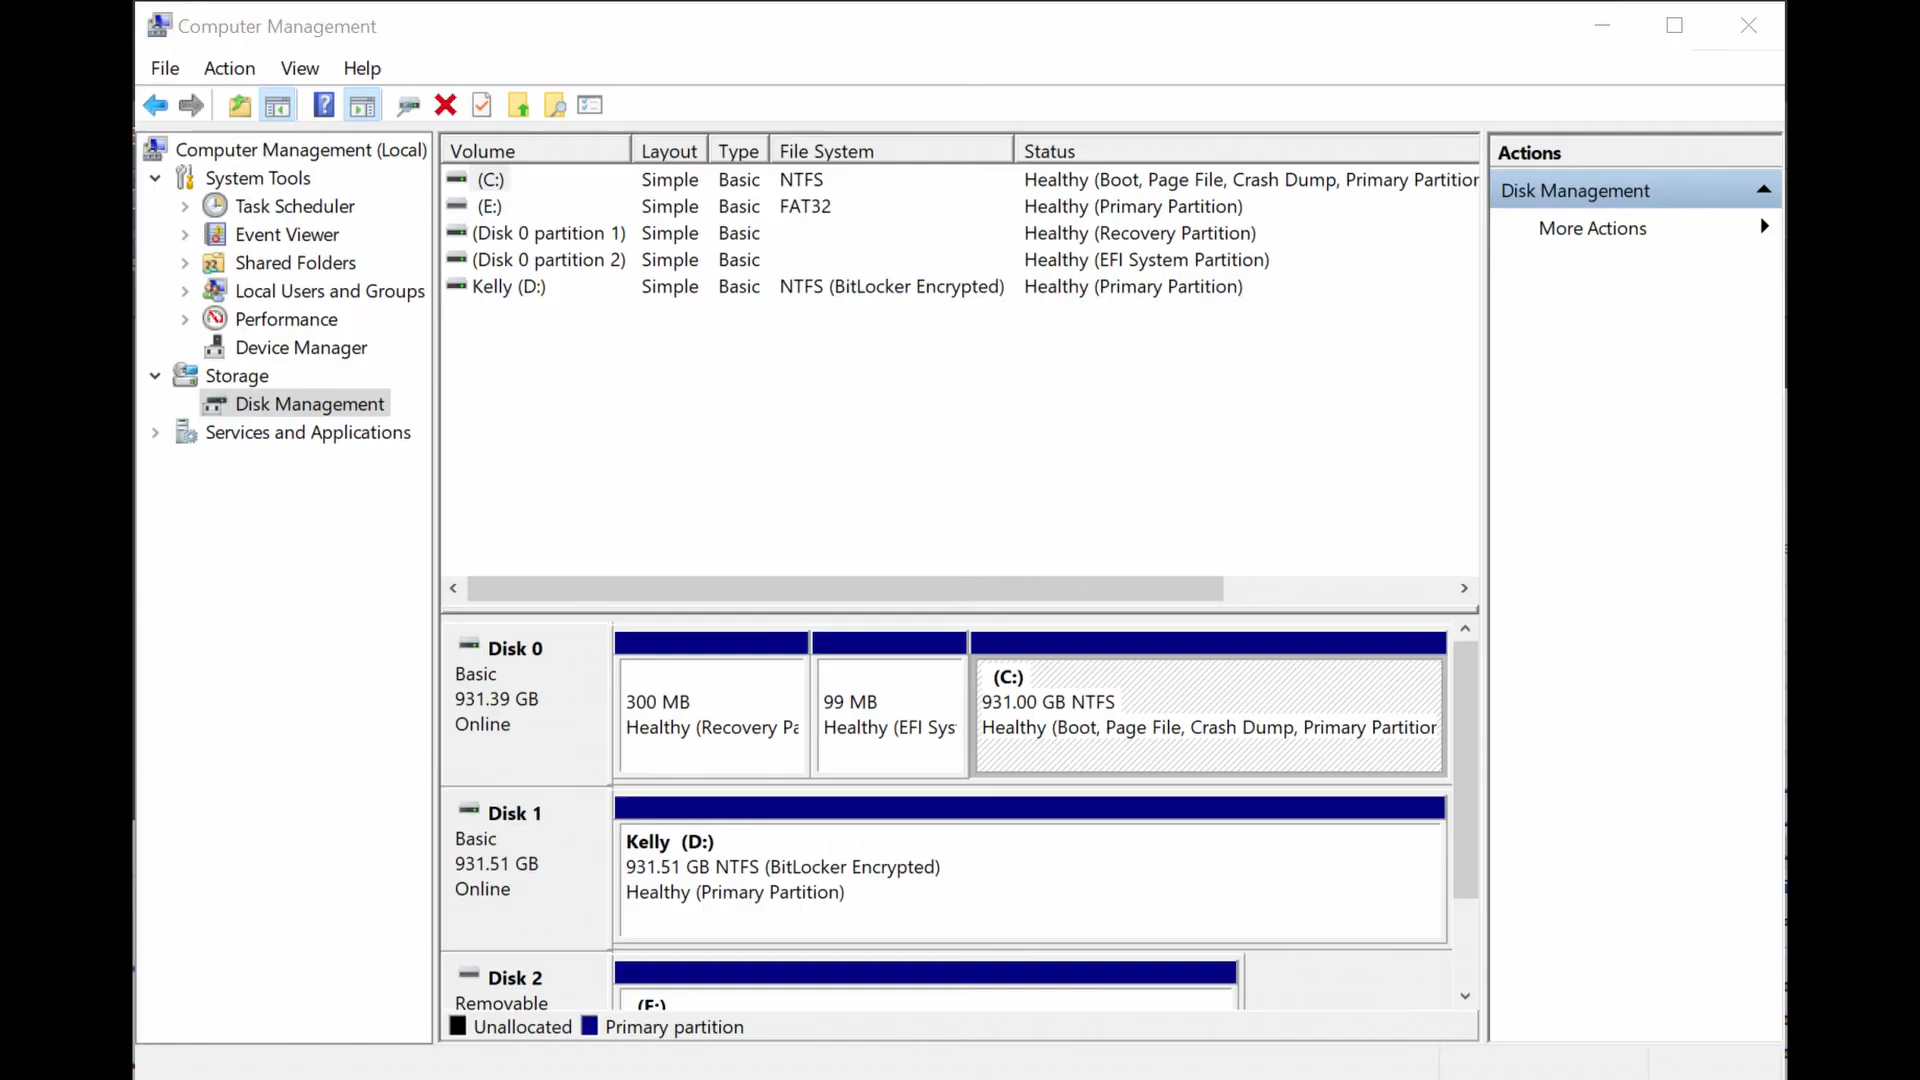 Computer Management
File Action View Help
Computer Management (Local)
System Tools
Task Scheduler
Event Viewer
Shared Folders
Local Users and Groups
Performance
Device Manager
Storage
Disk Management
Services and Applications
Volume Layout Type File System Status
(C:) Simple Basic NTFS Healthy (Boot, Page File, Crash Dump, Primary Partition
(E:) Simple Basic FAT32 Healthy (Primary Partition)
(Disk 0 partition 1) Simple Basic Healthy (Recovery Partition)
(Disk 0 partition 2) Simple Basic Healthy (EFI System Partition)
Kelly (D:) Simple Basic NTFS (BitLocker Encrypted) Healthy (Primary Partition)
Disk 0
Basic
931.39 GB
Online
300 MB
Healthy (Recovery Pa
99 MB
Healthy (EFI Sys
(C:)
931.00 GB NTFS
Healthy (Boot, Page File, Crash Dump, Primary Partition
Disk 1
Basic
931.51 GB
Online
Kelly (D:)
931.51 GB NTFS (BitLocker Encrypted)
Healthy (Primary Partition)
Disk 2
Removable
(E:)
Unallocated Primary partition
Actions
Disk Management
More Actions